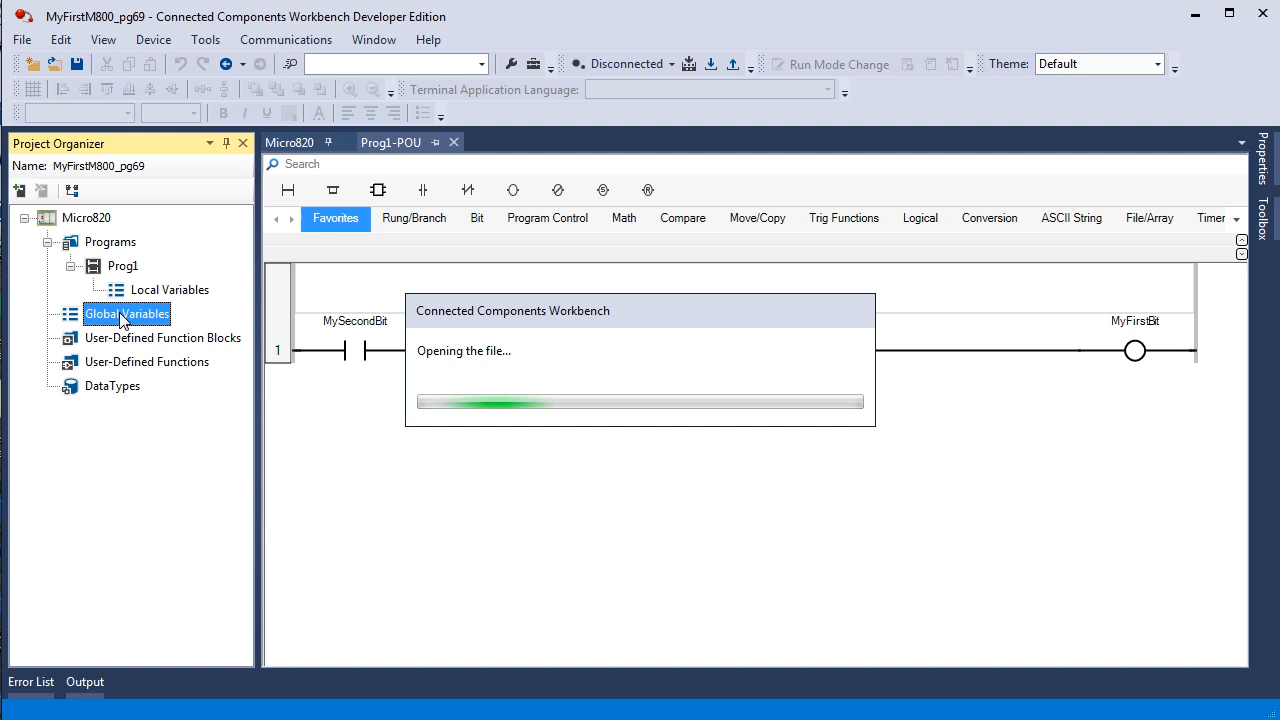 MyFirstM800_pg69 - Connected Components Workbench Developer Edition
File Edit View Device Tools Communications Window Help
Disconnected Run Mode Change Theme: Default
Terminal Application Language:
B I U A
Project Organizer
Name: MyFirstM800_pg69
Micro820
Programs
Prog1
Local Variables
Global Variables
User-Defined Function Blocks
User-Defined Functions
DataTypes
Micro820 Prog1-POU
Search
S R
Favorites Rung/Branch Bit Program Control Math Compare Move/Copy Trig Functions Logical Conversion ASCII String File/Array Timer
MySecondBit MyFirstBit
1
Connected Components Workbench
Opening the file...
Properties
Toolbox
Error List Output